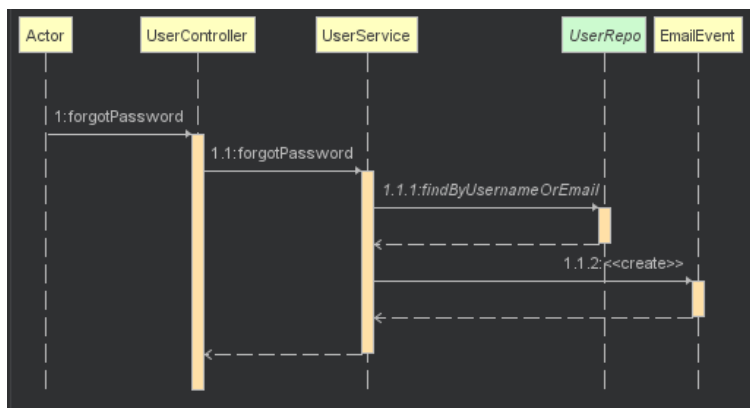 Actor
UserController
UserService
UserRepo
EmailEvent
1:forgotPassword
1.1:forgotPassword
1.1.1:findByUsernameOrEmail
1.1.2:<<create>>